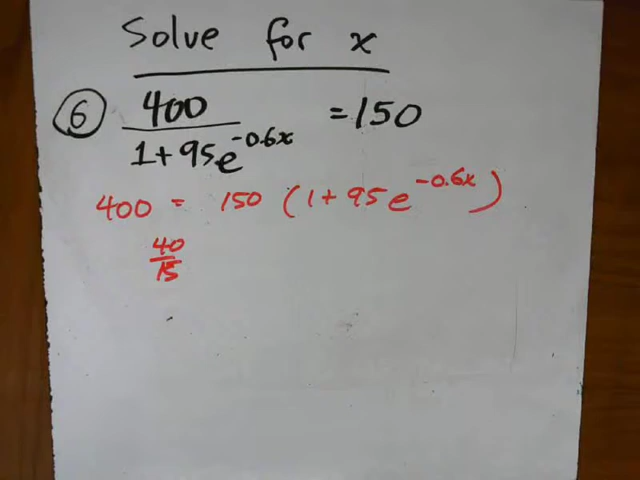 Solve for x
⑥ 400/(1+95e^(-0.6x)) = 150
400 = 150 (1+95e^(-0.6x))
40/15